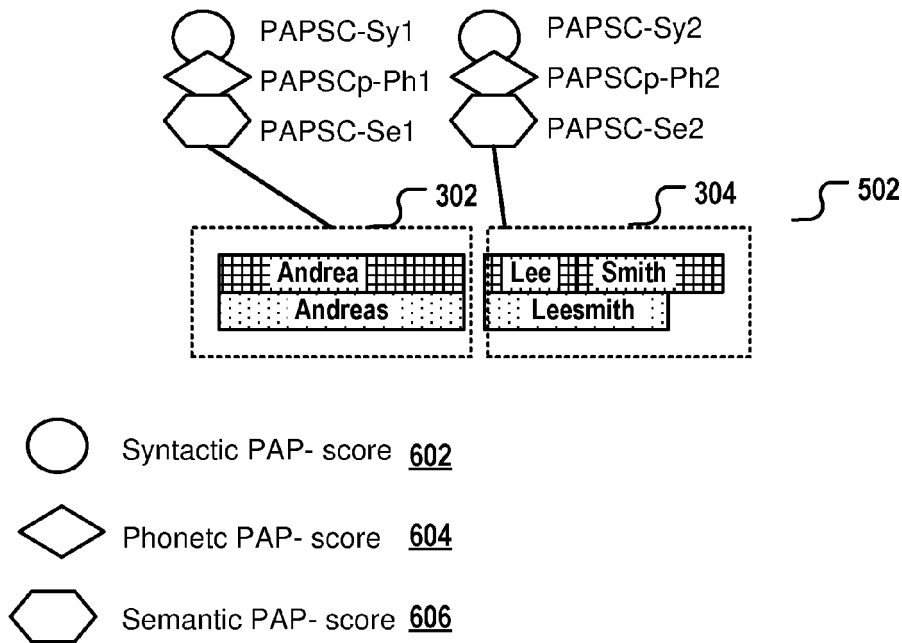 PAPSC-Sy1 PAPSC-Sy2
PAPSCp-Ph1 PAPSCp-Ph2
PAPSC-Se1 PAPSC-Se2
302 304 502
Andrea Lee Smith
Andreas Leesmith
Syntactic PAP- score 602
Phonetc PAP- score 604
Semantic PAP- score 606